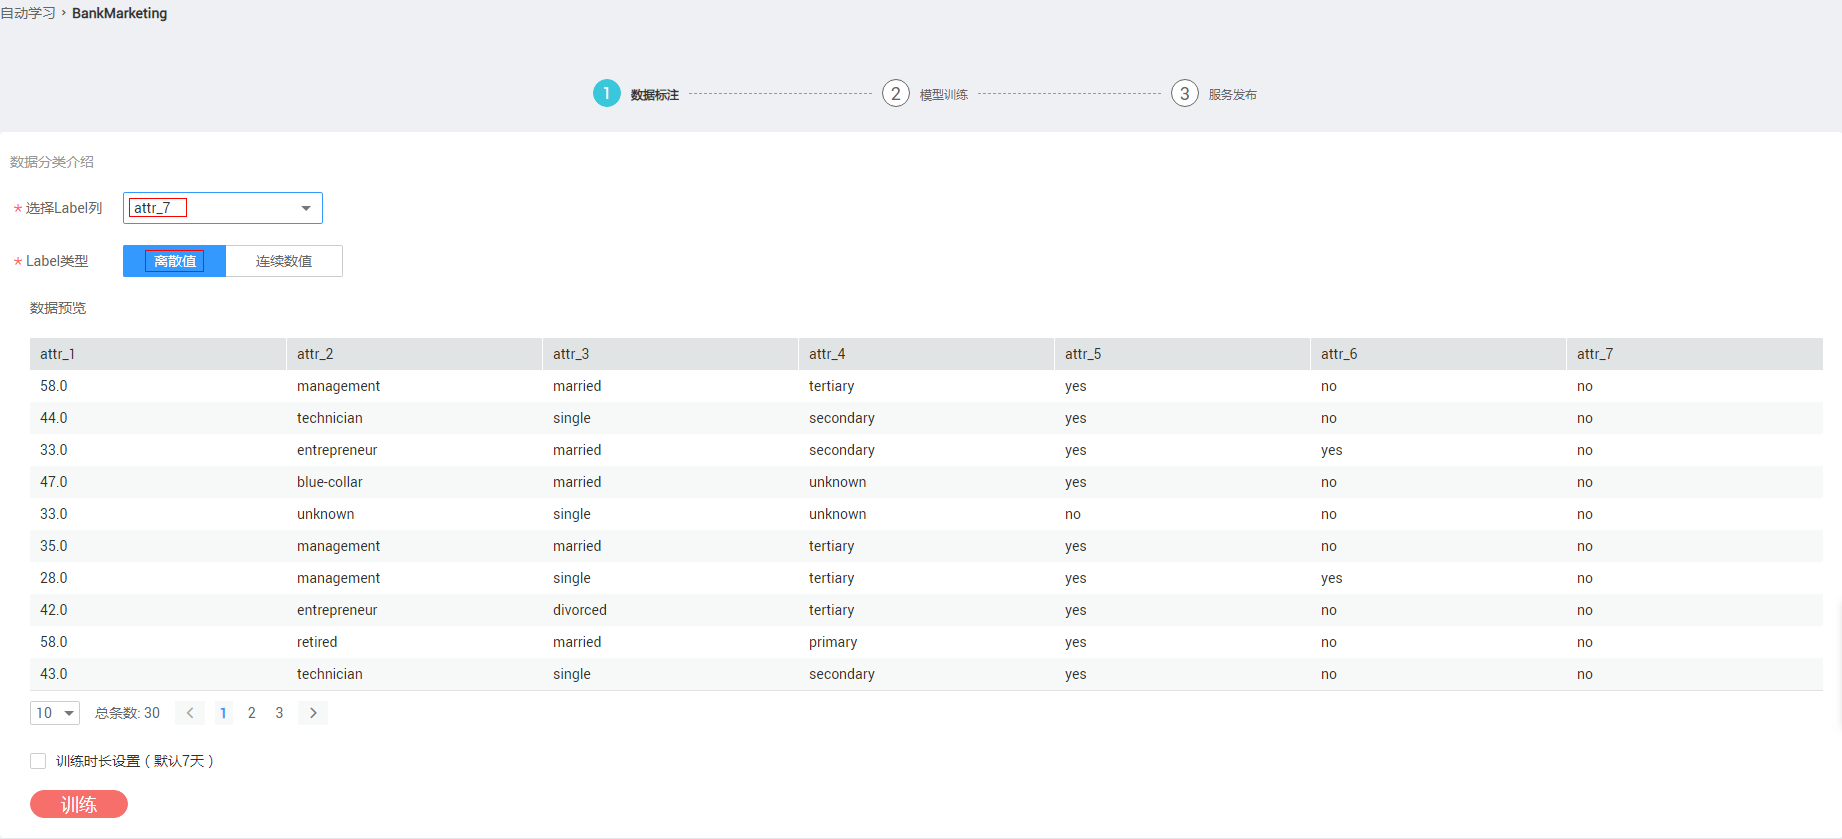 自动学习 › BankMarketing
1 数据标注 2 模型训练 3 服务发布
数据分类介绍
* 选择Label列 attr_7
* Label类型 离散值 连续数值
数据预览
attr_1 attr_2 attr_3 attr_4 attr_5 attr_6 attr_7
58.0 management married tertiary yes no no
44.0 technician single secondary yes no no
33.0 entrepreneur married secondary yes yes no
47.0 blue-collar married unknown yes no no
33.0 unknown single unknown no no no
35.0 management married tertiary yes no no
28.0 management single tertiary yes yes no
42.0 entrepreneur divorced tertiary yes no no
58.0 retired married primary yes no no
43.0 technician single secondary yes no no
10 总条数: 30 < 1 2 3 >
训练时长设置（默认7天）
训练